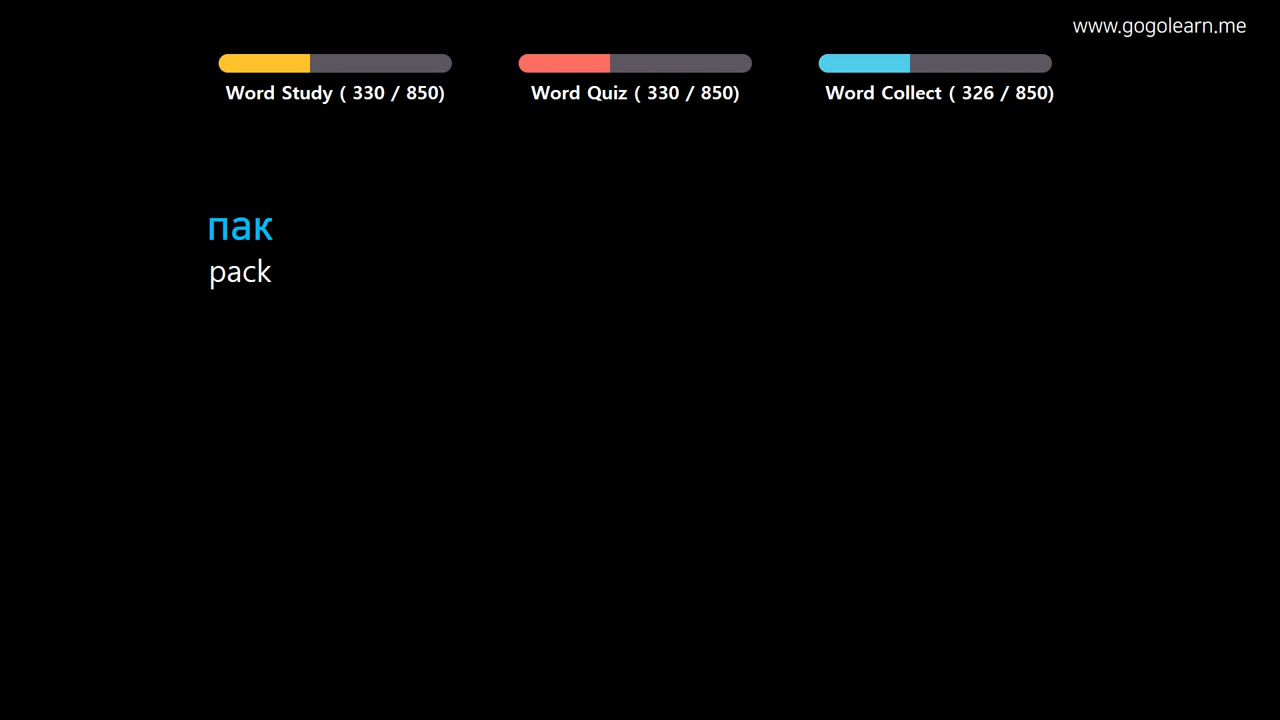 www.gogolearn.me
Word Study ( 330 / 850)
Word Quiz ( 330 / 850)
Word Collect ( 326 / 850)
пак
pack